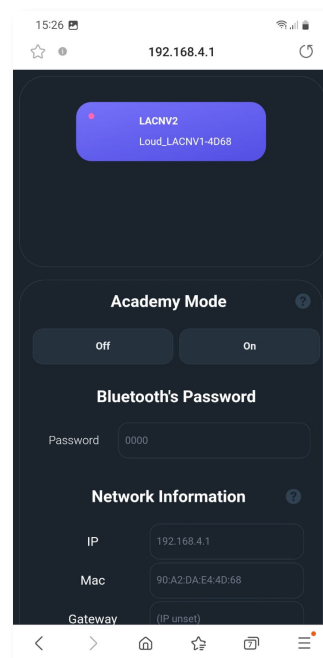 15:26
192.168.4.1
LACNV2
Loud_LACNV1-4D68
Academy Mode ?
Off On
Bluetooth's Password
Password 0000
Network Information ?
IP 192.168.4.1
Mac 90:A2:DA:E4:4D:68
Gateway (IP unset)
7